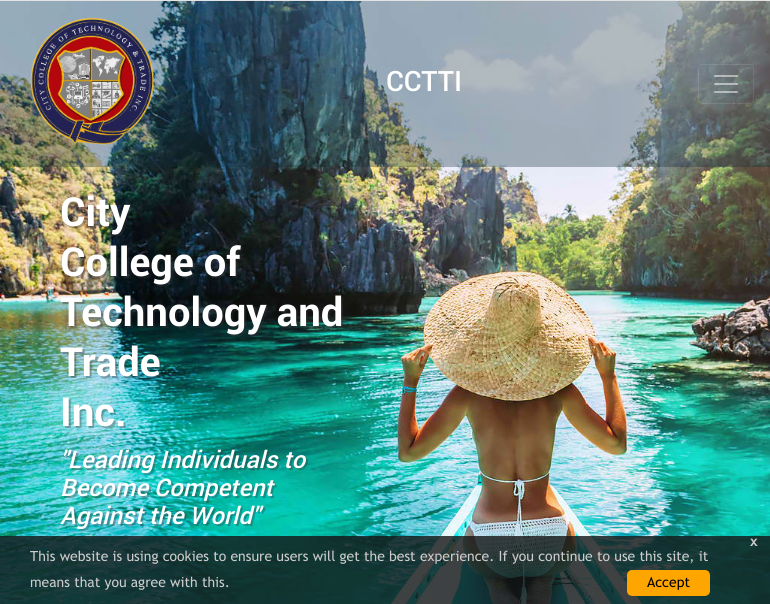 CITY COLLEGE OF TECHNOLOGY & TRADE INC.
CCTTI
City
College of
Technology and
Trade
Inc.
"Leading Individuals to
Become Competent
Against the World"
x
This website is using cookies to ensure users will get the best experience. If you continue to use this site, it
means that you agree with this.
Accept